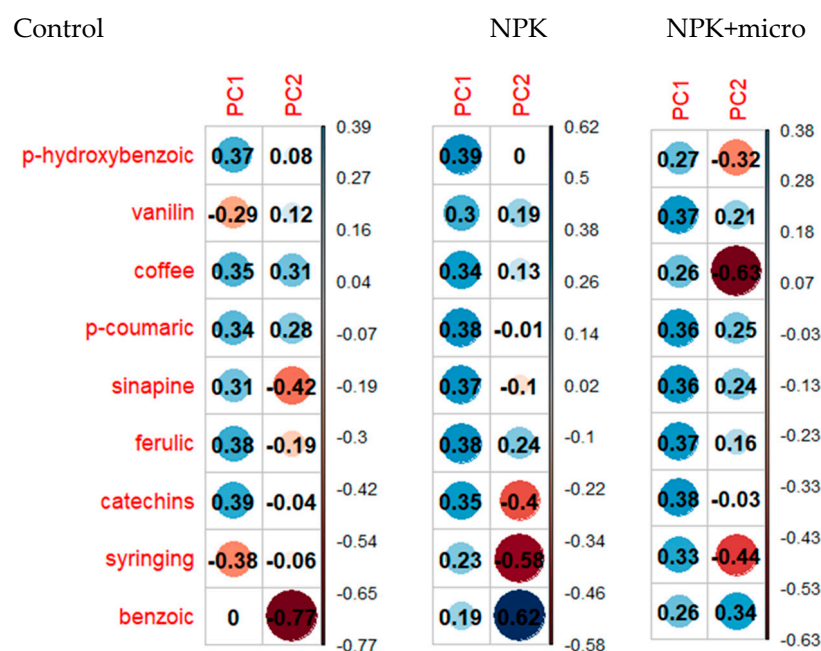 Control NPK NPK+micro
PC1 PC2 PC1 PC2 PC1 PC2
p-hydroxybenzoic 0.37 0.08 0.39 0 0.27 -0.32
vanilin -0.29 0.12 0.3 0.19 0.37 0.21
coffee 0.35 0.31 0.34 0.13 0.26 -0.63
p-coumaric 0.34 0.28 0.38 -0.01 0.36 0.25
sinapine 0.31 -0.42 0.37 -0.1 0.36 0.24
ferulic 0.38 -0.19 0.38 0.24 0.37 0.16
catechins 0.39 -0.04 0.35 -0.4 0.38 -0.03
syringing -0.38 -0.06 0.23 -0.58 0.33 -0.44
benzoic 0 -0.77 0.19 0.62 0.26 0.34
0.39 0.62 0.38
0.27 0.5 0.28
0.16 0.38 0.18
0.04 0.26 0.07
-0.07 0.14 -0.03
-0.19 0.02 -0.13
-0.3 -0.1 -0.23
-0.42 -0.22 -0.33
-0.54 -0.34 -0.43
-0.65 -0.46 -0.53
-0.77 -0.58 -0.63